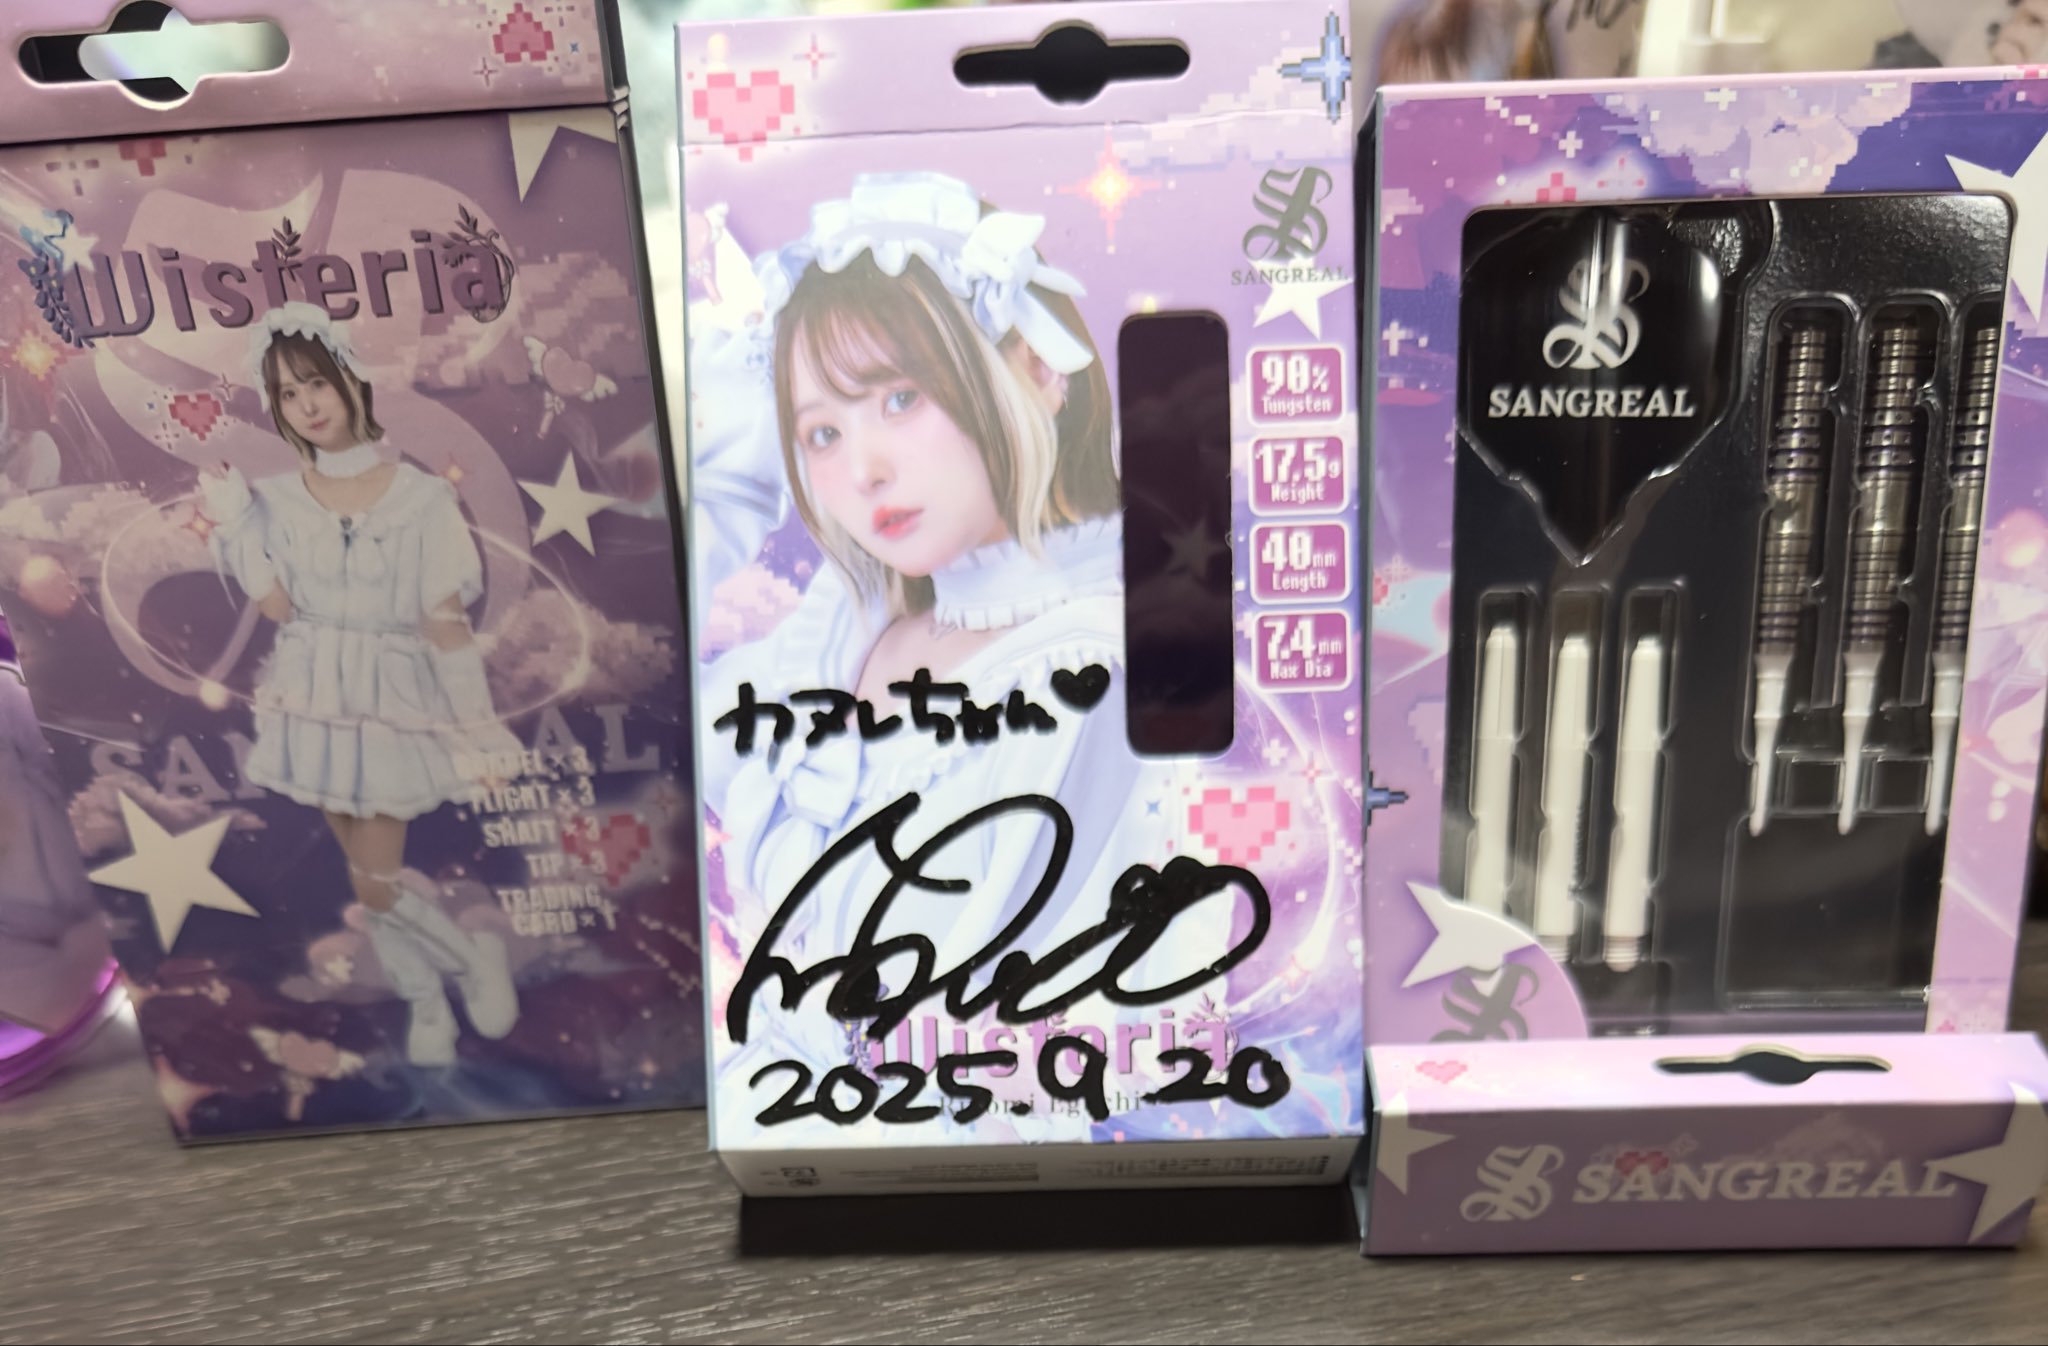 Wisteria
BARREL × 3
FLIGHT × 3
SHAFT × 3
TIP × 3
TRADING
CARD × 1
SANGREAL
90%
Tungsten
17.5g
Weight
40mm
Length
7.4mm
Max Dia
カヌレちゃん♥
Wisteria
2025.9.20
SANGREAL
SANGREAL